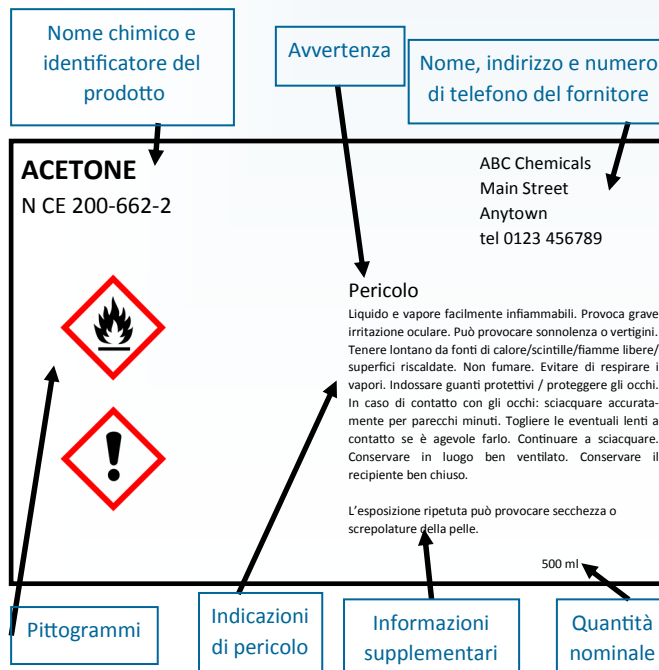 Nome chimico e
identificatore del
prodotto
Avvertenza
Nome, indirizzo e numero
di telefono del fornitore
ACETONE
N CE 200-662-2
ABC Chemicals
Main Street
Anytown
tel 0123 456789
Pericolo
Liquido e vapore facilmente infiammabili. Provoca grave
irritazione oculare. Può provocare sonnolenza o vertigini.
Tenere lontano da fonti di calore/scintille/fiamme libere/
superfici riscaldate. Non fumare. Evitare di respirare i
vapori. Indossare guanti protettivi / proteggere gli occhi.
In caso di contatto con gli occhi: sciacquare accurata-
mente per parecchi minuti. Togliere le eventuali lenti a
contatto se è agevole farlo. Continuare a sciacquare.
Conservare in luogo ben ventilato. Conservare il
recipiente ben chiuso.
L'esposizione ripetuta può provocare secchezza o
screpolature della pelle.
500 ml
Pittogrammi
Indicazioni
di pericolo
Informazioni
supplementari
Quantità
nominale